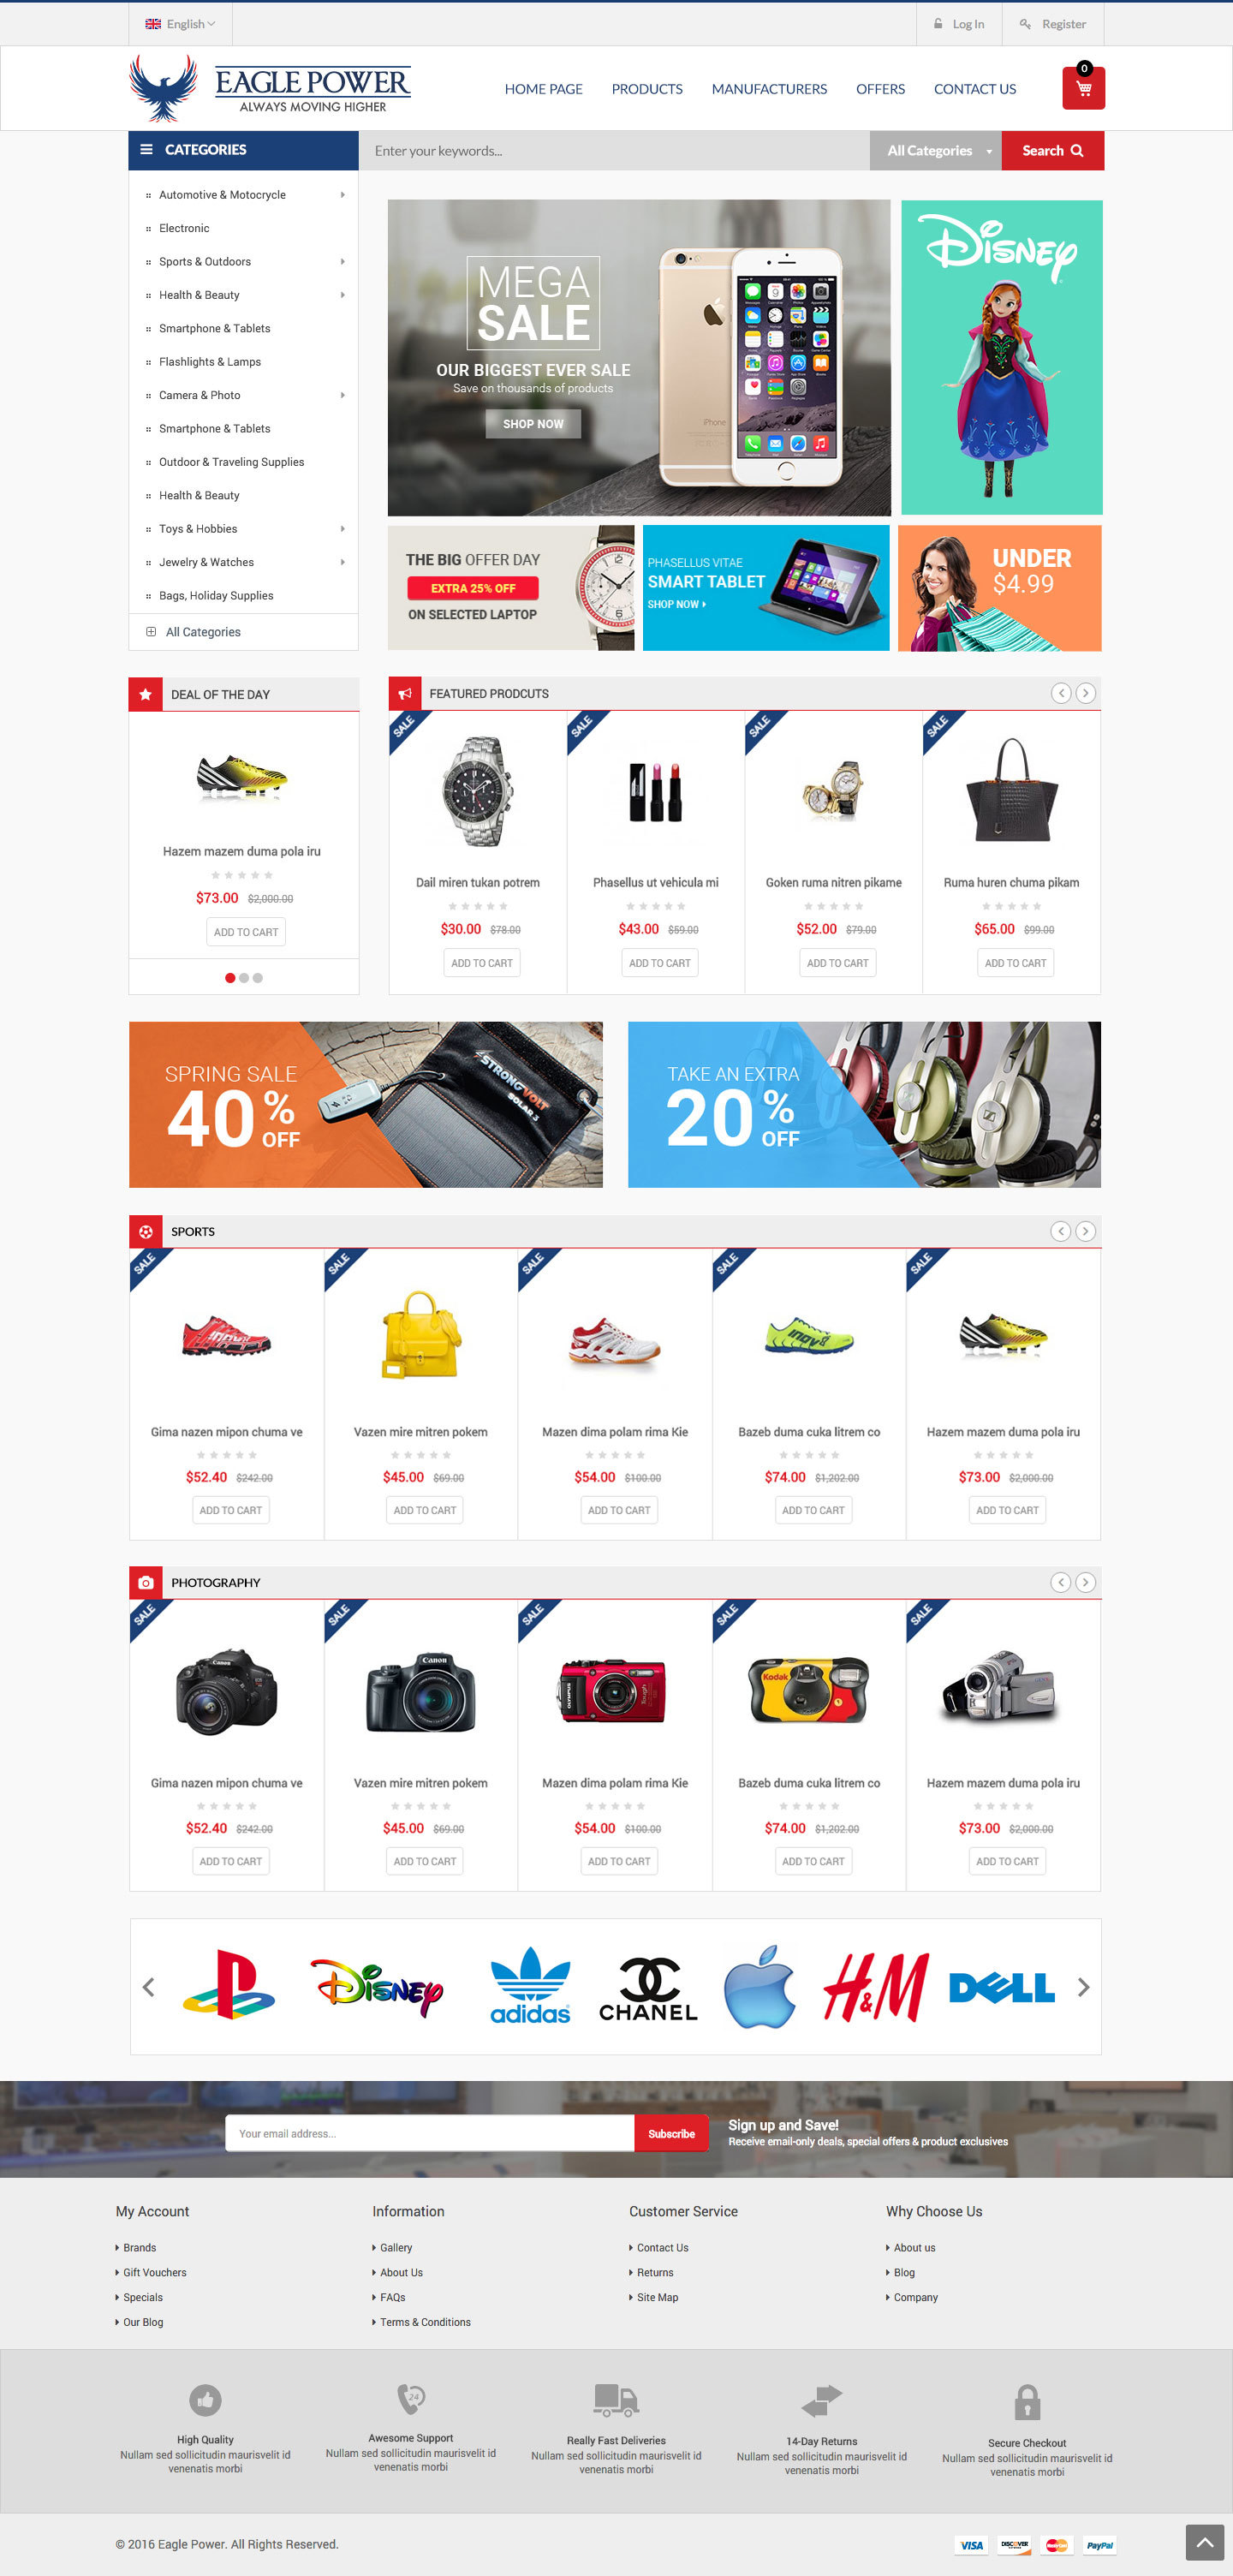 English
Log In
Register
EAGLE POWER
ALWAYS MOVING HIGHER
HOME PAGE
PRODUCTS
MANUFACTURERS
OFFERS
CONTACT US
0
CATEGORIES
Enter your keywords...
All Categories
Search
Automotive & Motocrycle
Electronic
Sports & Outdoors
Health & Beauty
Smartphone & Tablets
Flashlights & Lamps
Camera & Photo
Smartphone & Tablets
Outdoor & Traveling Supplies
Health & Beauty
Toys & Hobbies
Jewelry & Watches
Bags, Holiday Supplies
All Categories
MEGA
SALE
OUR BIGGEST EVER SALE
Save on thousands of products
SHOP NOW
iPhone
Disney
THE BIG OFFER DAY
EXTRA 25% OFF
ON SELECTED LAPTOP
PHASELLUS VITAE
SMART TABLET
SHOP NOW
UNDER
$4.99
DEAL OF THE DAY
Hazem mazem duma pola iru
$73.00 $2,000.00
ADD TO CART
FEATURED PRODCUTS
SALE
SALE
SALE
SALE
Dail miren tukan potrem
Phasellus ut vehicula mi
Goken ruma nitren pikame
Ruma huren chuma pikam
$30.00 $78.00
$43.00 $59.00
$52.00 $79.00
$65.00 $99.00
ADD TO CART
ADD TO CART
ADD TO CART
ADD TO CART
SPRING SALE
40%
OFF
STRONGVOLT
SOLAR
TAKE AN EXTRA
20%
OFF
SPORTS
SALE
SALE
SALE
SALE
SALE
Gima nazen mipon chuma ve
Vazen mire mitren pokem
Mazen dima polam rima Kie
Bazeb duma cuka litrem co
Hazem mazem duma pola iru
$52.40 $242.00
$45.00 $69.00
$54.00 $100.00
$74.00 $1,202.00
$73.00 $2,000.00
ADD TO CART
ADD TO CART
ADD TO CART
ADD TO CART
ADD TO CART
PHOTOGRAPHY
SALE
SALE
SALE
SALE
SALE
Canon
Canon
OLYMPUS
Tough
Kodak
Gima nazen mipon chuma ve
Vazen mire mitren pokem
Mazen dima polam rima Kie
Bazeb duma cuka litrem co
Hazem mazem duma pola iru
$52.40 $242.00
$45.00 $69.00
$54.00 $100.00
$74.00 $1,202.00
$73.00 $2,000.00
ADD TO CART
ADD TO CART
ADD TO CART
ADD TO CART
ADD TO CART
Disney
adidas
CHANEL
H&M
DELL
Your email address...
Subscribe
Sign up and Save!
Receive email-only deals, special offers & product exclusives
My Account
Brands
Gift Vouchers
Specials
Our Blog
Information
Gallery
About Us
FAQs
Terms & Conditions
Customer Service
Contact Us
Returns
Site Map
Why Choose Us
About us
Blog
Company
High Quality
Nullam sed sollicitudin maurisvelit id
venenatis morbi
24
Awesome Support
Nullam sed sollicitudin maurisvelit id
venenatis morbi
Really Fast Deliveries
Nullam sed sollicitudin maurisvelit id
venenatis morbi
14-Day Returns
Nullam sed sollicitudin maurisvelit id
venenatis morbi
Secure Checkout
Nullam sed sollicitudin maurisvelit id
venenatis morbi
© 2016 Eagle Power. All Rights Reserved.
VISA
DISCOVER
MasterCard
PayPal